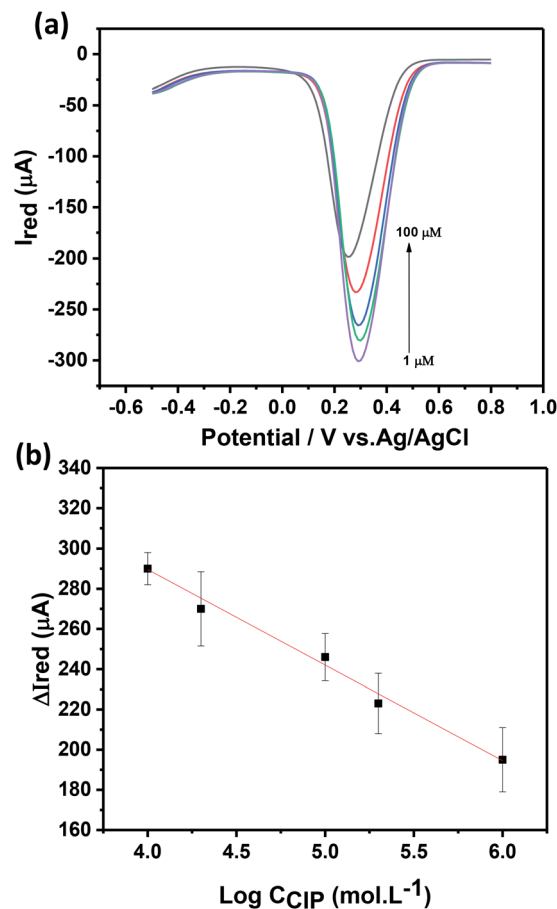 (a)
0
-50
-100
-150
-200
-250
-300
Ired (μA)
100 μM
1 μM
-0.6 -0.4 -0.2 0.0 0.2 0.4 0.6 0.8 1.0
Potential / V vs.Ag/AgCl
(b)
340
320
300
280
260
240
220
200
180
160
ΔIred (μA)
4.0 4.5 5.0 5.5 6.0
Log CCIP (mol.L-1)